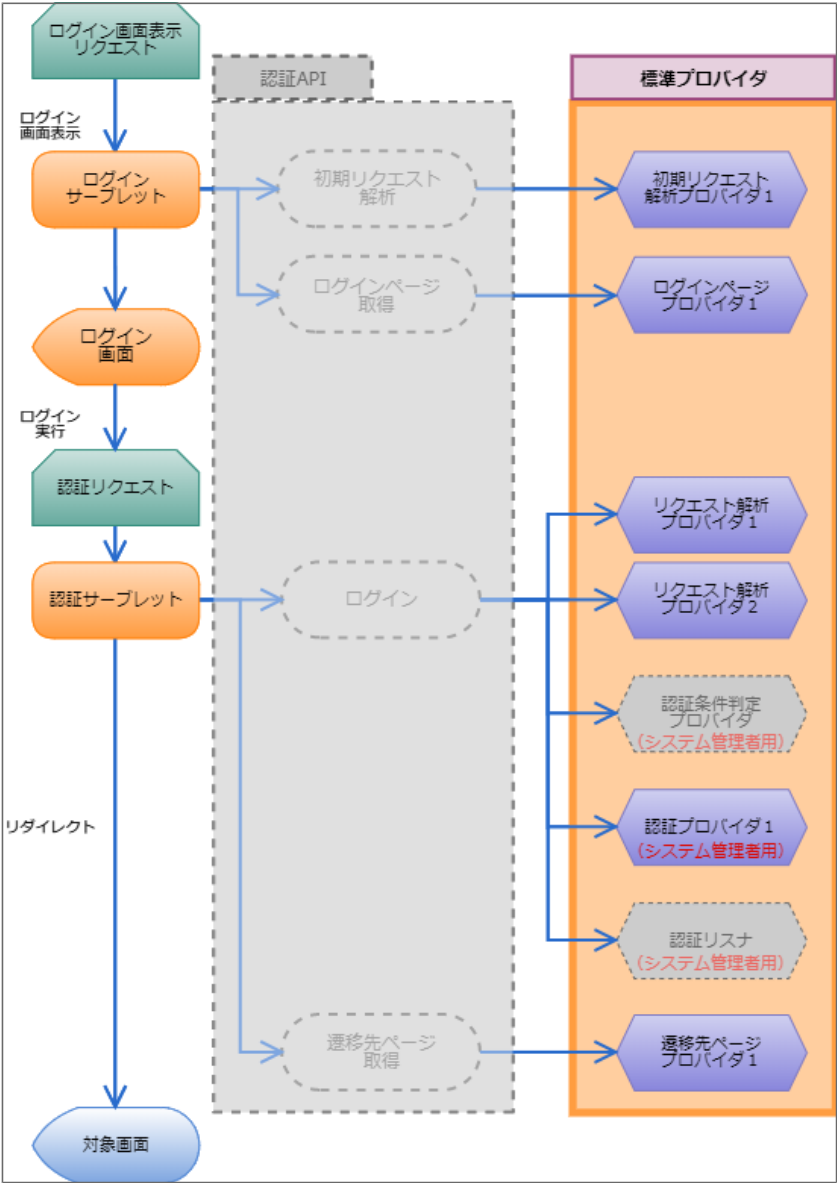 ログイン画面表示
リクエスト
認証API
標準プロバイダ
ログイン
画面表示
ログイン
サーブレット
初期リクエスト
解析
初期リクエスト
解析プロバイダ1
ログインページ
取得
ログインページ
プロバイダ1
ログイン
画面
ログイン
実行
認証リクエスト
リクエスト解析
プロバイダ1
認証サーブレット
ログイン
リクエスト解析
プロバイダ2
認証条件判定
プロバイダ
(システム管理者用)
リダイレクト
認証プロバイダ1
(システム管理者用)
認証リスナ
(システム管理者用)
遷移先ページ
取得
遷移先ページ
プロバイダ1
対象画面